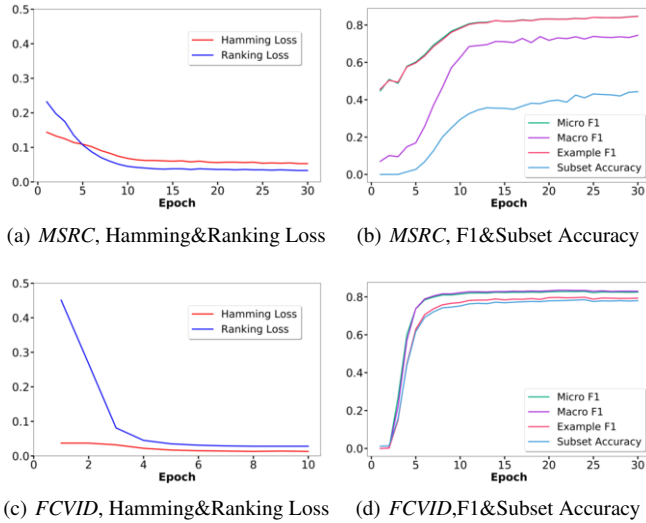 0.5
0.4
0.3
0.2
0.1
0.0
0 5 10 15 20 25 30
Epoch
Hamming Loss
Ranking Loss
0.8
0.6
0.4
0.2
0.0
0 5 10 15 20 25 30
Epoch
Micro F1
Macro F1
Example F1
Subset Accuracy
(a) MSRC, Hamming&Ranking Loss
(b) MSRC, F1&Subset Accuracy
0.5
0.4
0.3
0.2
0.1
0.0
0 2 4 6 8 10
Epoch
Hamming Loss
Ranking Loss
0.8
0.6
0.4
0.2
0.0
0 5 10 15 20 25 30
Epoch
Micro F1
Macro F1
Example F1
Subset Accuracy
(c) FCVID, Hamming&Ranking Loss
(d) FCVID,F1&Subset Accuracy